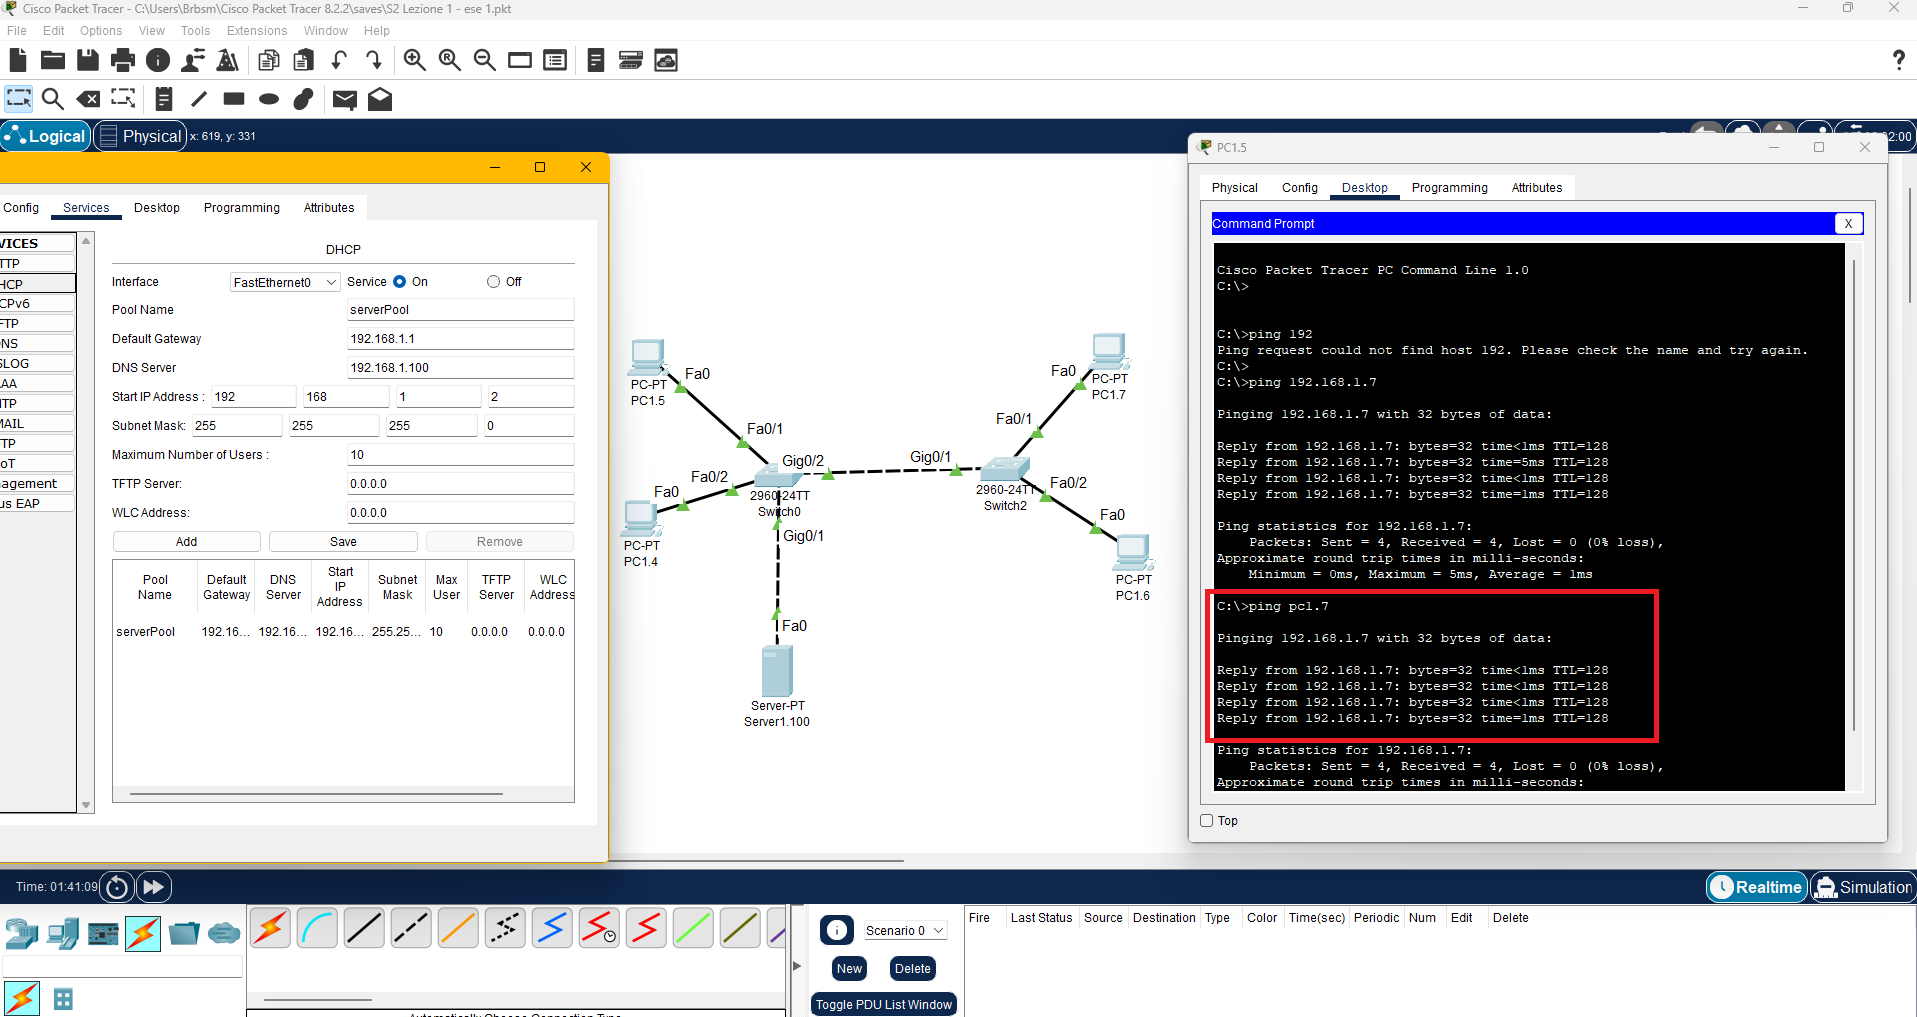 Cisco Packet Tracer - C:\Users\Brbsm\Cisco Packet Tracer 8.2.2\saves\S2 Lezione 1 - ese 1.pkt
File Edit Options View Tools Extensions Window Help
?
Logical Physical x: 619, y: 331
2:00
Config Services Desktop Programming Attributes
VICES
TTP
HCP
CPv6
FTP
NS
SLOG
AAA
NTP
MAIL
FTP
IoT
nagement
us EAP
DHCP
Interface FastEthernet0 Service On Off
Pool Name serverPool
Default Gateway 192.168.1.1
DNS Server 192.168.1.100
Start IP Address : 192 168 1 2
Subnet Mask: 255 255 255 0
Maximum Number of Users : 10
TFTP Server: 0.0.0.0
WLC Address: 0.0.0.0
Add Save Remove
Pool Name Default Gateway DNS Server Start IP Address Subnet Mask Max User TFTP Server WLC Address
serverPool 192.16... 192.16... 192.16... 255.25... 10 0.0.0.0 0.0.0.0
Fa0
PC-PT
PC1.5
Fa0/1
Gig0/2
Fa0/2
Fa0
2960-24TT
Switch0
PC-PT
PC1.4
Gig0/1
Fa0
Server-PT
Server1.100
Fa0
PC-PT
PC1.7
Fa0/1
Gig0/1
2960-24TT
Switch2
Fa0/2
Fa0
PC-PT
PC1.6
PC1.5
Physical Config Desktop Programming Attributes
Command Prompt X
Cisco Packet Tracer PC Command Line 1.0
C:\>
C:\>ping 192
Ping request could not find host 192. Please check the name and try again.
C:\>
C:\>ping 192.168.1.7
Pinging 192.168.1.7 with 32 bytes of data:
Reply from 192.168.1.7: bytes=32 time<1ms TTL=128
Reply from 192.168.1.7: bytes=32 time=5ms TTL=128
Reply from 192.168.1.7: bytes=32 time<1ms TTL=128
Reply from 192.168.1.7: bytes=32 time=1ms TTL=128
Ping statistics for 192.168.1.7:
Packets: Sent = 4, Received = 4, Lost = 0 (0% loss),
Approximate round trip times in milli-seconds:
Minimum = 0ms, Maximum = 5ms, Average = 1ms
C:\>ping pc1.7
Pinging 192.168.1.7 with 32 bytes of data:
Reply from 192.168.1.7: bytes=32 time<1ms TTL=128
Reply from 192.168.1.7: bytes=32 time<1ms TTL=128
Reply from 192.168.1.7: bytes=32 time<1ms TTL=128
Reply from 192.168.1.7: bytes=32 time=1ms TTL=128
Ping statistics for 192.168.1.7:
Packets: Sent = 4, Received = 4, Lost = 0 (0% loss),
Approximate round trip times in milli-seconds:
Top
Time: 01:41:09
Realtime Simulation
Scenario 0
New Delete
Toggle PDU List Window
Fire Last Status Source Destination Type Color Time(sec) Periodic Num Edit Delete
Automatically Choose Connection Type